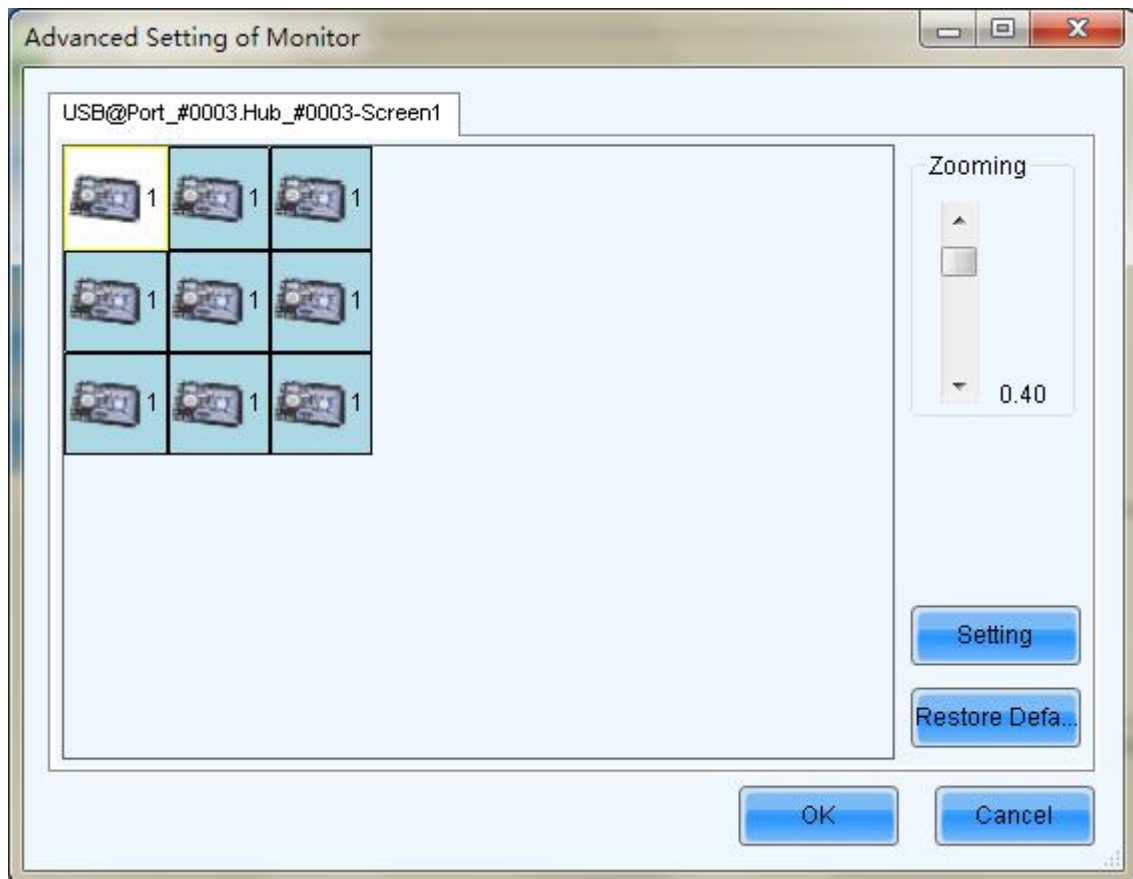 Advanced Setting of Monitor
USB@Port_#0003.Hub_#0003-Screen1
1 1 1
1 1 1
1 1 1
Zooming
0.40
Setting
Restore Defa...
OK Cancel